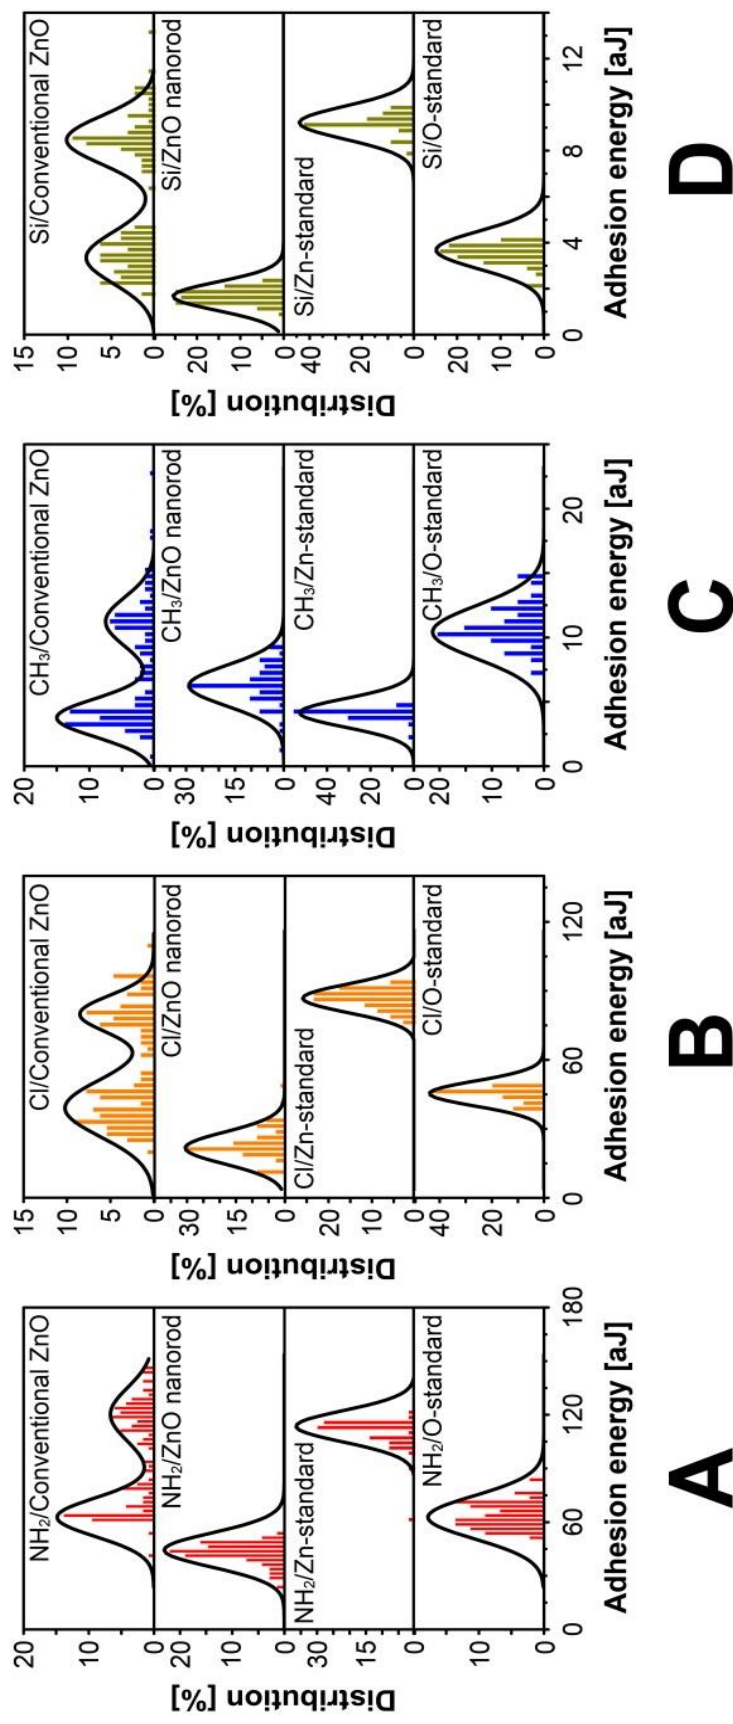 Distribution [%]
20
10
0
NH₂/Conventional ZnO
20
10
0
NH₂/ZnO nanorod
30
15
0
NH₂/Zn-standard
10
0
NH₂/O-standard
0 60 120 180
Adhesion energy [aJ]
A
Distribution [%]
15
10
5
0
Cl/Conventional ZnO
30
15
0
Cl/ZnO nanorod
20
10
0
Cl/Zn-standard
40
20
0
Cl/O-standard
0 60 120
Adhesion energy [aJ]
B
Distribution [%]
20
10
0
CH₃/Conventional ZnO
30
15
0
CH₃/ZnO nanorod
40
20
0
CH₃/Zn-standard
20
10
0
CH₃/O-standard
0 10 20
Adhesion energy [aJ]
C
Distribution [%]
15
10
5
0
Si/Conventional ZnO
20
10
0
Si/ZnO nanorod
40
30
20
10
0
Si/Zn-standard
20
10
0
Si/O-standard
0 4 8 12
Adhesion energy [aJ]
D